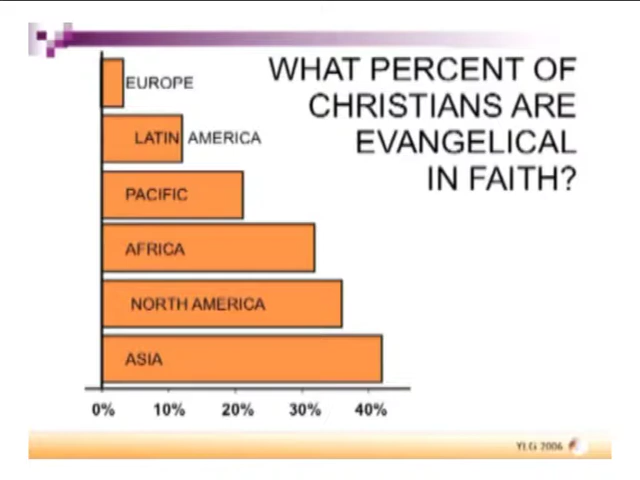 WHAT PERCENT OF
CHRISTIANS ARE
EVANGELICAL
IN FAITH?
EUROPE
LATIN AMERICA
PACIFIC
AFRICA
NORTH AMERICA
ASIA
0% 10% 20% 30% 40%
YLG 2006